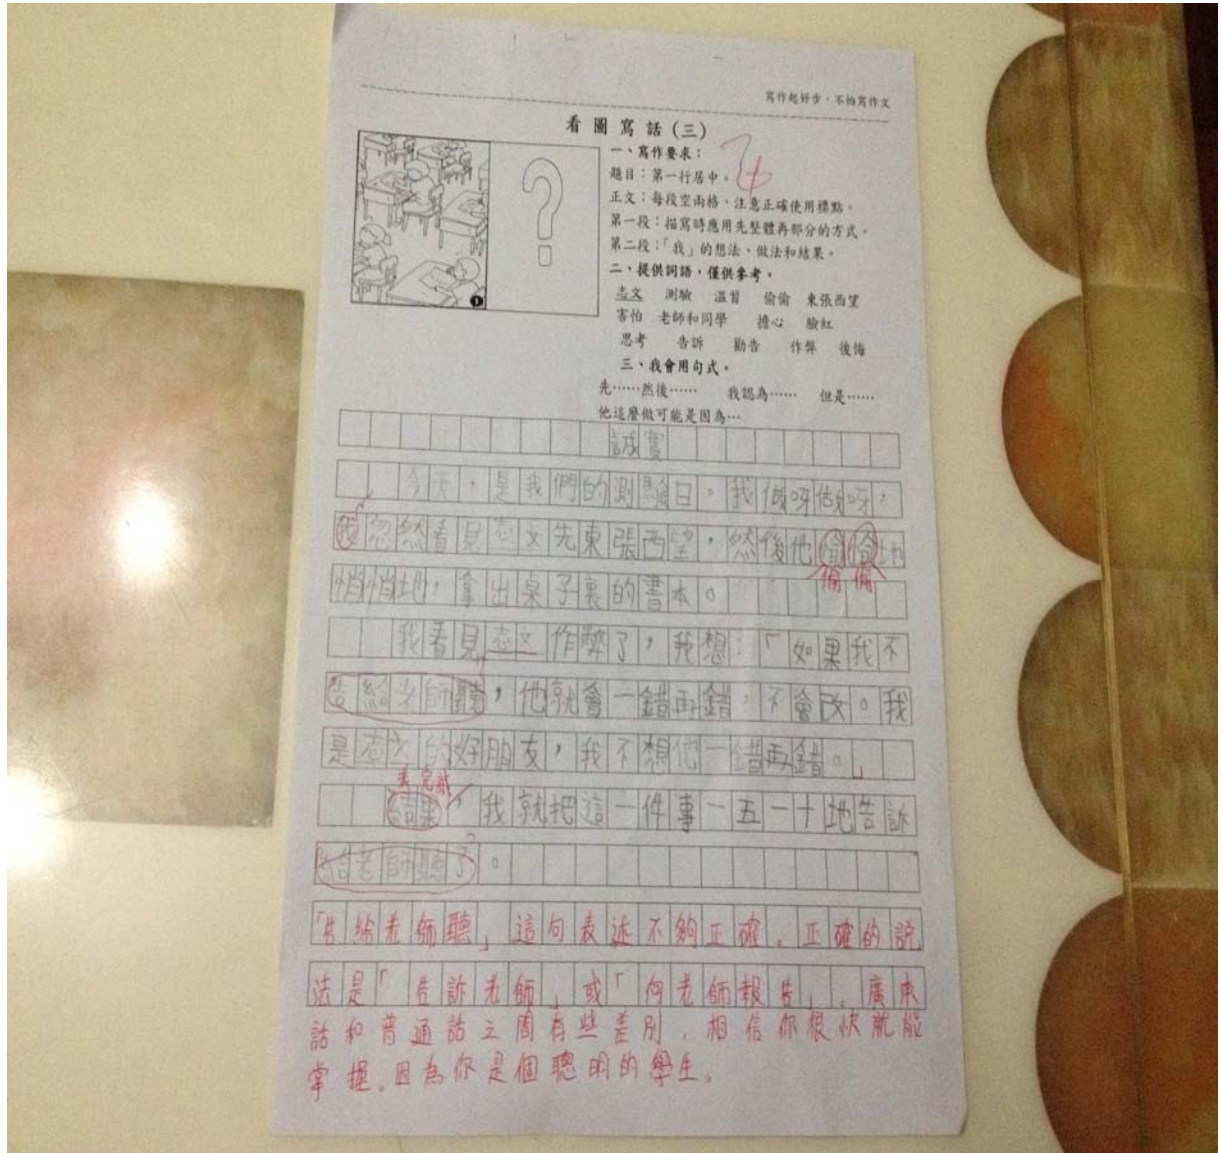 寫作起好步，不怕寫作文
看圖寫話(三)
一、寫作要求：
題目：第一行居中。
正文：每段空兩格，注意正確使用標點。
第一段：描寫時應用先整體再部分的方式。
第二段：「我」的想法、做法和結果。
二、提供詞語，僅供參考。
志文 測驗 溫習 偷偷 東張西望
害怕 老師和同學 擔心 臉紅
思考 告訴 勸告 作弊 後悔
三、我會用句式。
先……然後…… 我認為…… 但是……
他這麼做可能是因為…
1
誠實
今天，是我們的測驗日。我做呀做呀，
我忽然看見志文先東張西望，然後他偷偷地
偷偷
悄悄地，拿出桌子裏的書本。
我看見志文作弊了，我想：「如果我不
告給老師聽，他就會一錯再錯，不會改。我
是志文的好朋友，我不想他一錯再錯。」
考完試
結果，我就把這一件事一五一十地告訴
給老師聽了。
「告給老師聽」這句表述不夠正確，正確的說
法是「告訴老師」或「向老師報告」。廣東
話和普通話之間有些差別，相信你很快就能
掌握。因為你是個聰明的學生。